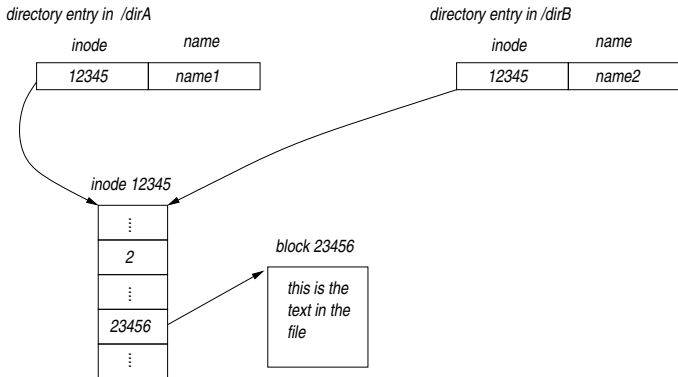 directory entry in /dirA
directory entry in /dirB
inode name
inode name
12345 name1
12345 name2
inode 12345
⋮
2
⋮
23456
⋮
block 23456
this is the
text in the
file